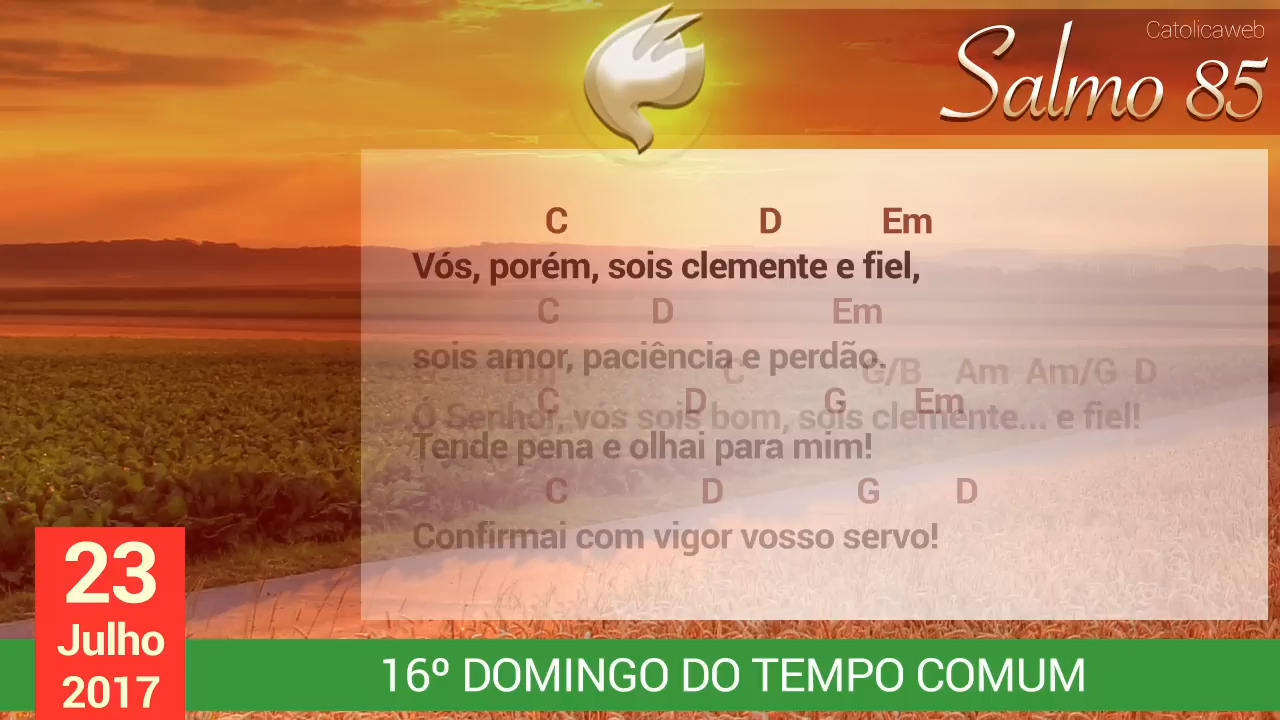 Catolicaweb
Salmo 85
C D Em
Vós, porém, sois clemente e fiel,
C D Em
sois amor, paciência e perdão.
G Bm C G/B Am Am/G D
C D G Em
Ó Senhor, vós sois bom, sois clemente... e fiel!
Tende pena e olhai para mim!
C D G D
Confirmai com vigor vosso servo!
23
Julho
2017
16º DOMINGO DO TEMPO COMUM